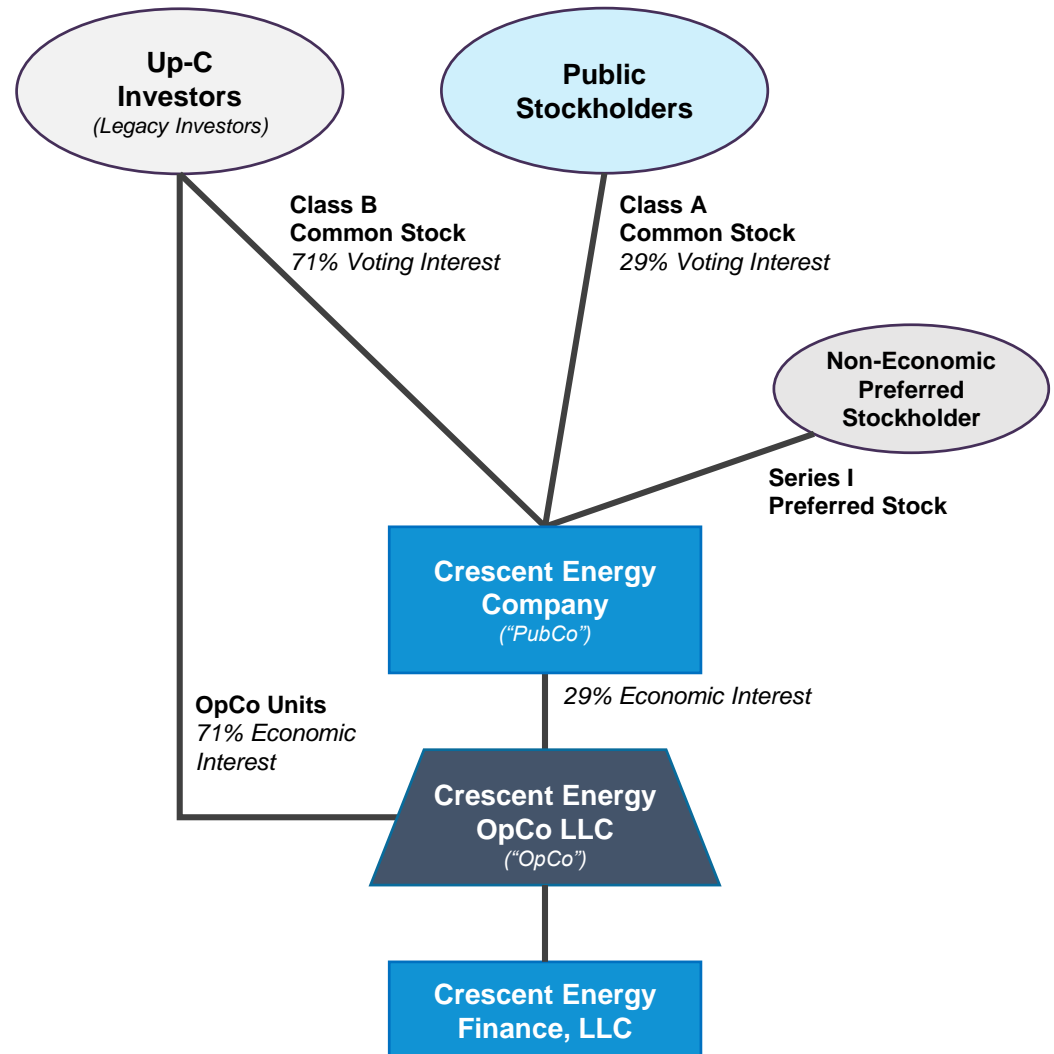 Up-C
Investors
(Legacy Investors)
Public
Stockholders
Class B
Common Stock
71% Voting Interest
Class A
Common Stock
29% Voting Interest
Non-Economic
Preferred
Stockholder
Series I
Preferred Stock
Crescent Energy
Company
(“PubCo”)
OpCo Units
71% Economic
Interest
29% Economic Interest
Crescent Energy
OpCo LLC
(“OpCo”)
Crescent Energy
Finance, LLC